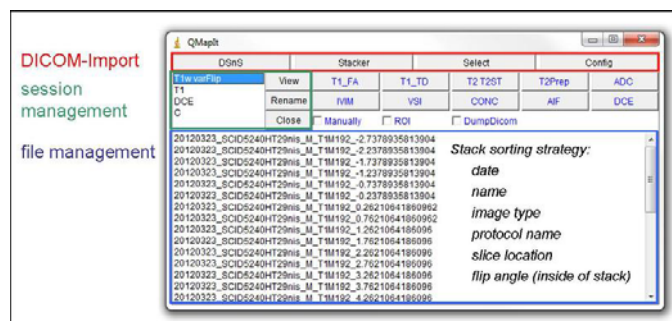 QMapIt
DICOM-Import
DSnS Stacker Select Config
session
management
T1w varFlip
T1
DCE
C
View
Rename
Close
T1_FA T1_TD T2 T2ST T2Prep ADC
IVIM VSI CONC AIF DCE
Manually ROI DumpDicom
file management
20120323_SCID5240HT29nis_M_T1M192_-2.7378935813904
20120323_SCID5240HT29nis_M_T1M192_-2.2378935813904
20120323_SCID5240HT29nis_M_T1M192_-1.7378935813904
20120323_SCID5240HT29nis_M_T1M192_-1.2378935813904
20120323_SCID5240HT29nis_M_T1M192_-0.7378935813904
20120323_SCID5240HT29nis_M_T1M192_-0.2378935813904
20120323_SCID5240HT29nis_M_T1M192_0.26210641860962
20120323_SCID5240HT29nis_M_T1M192_0.76210641860962
20120323_SCID5240HT29nis_M_T1M192_1.2621064186096
20120323_SCID5240HT29nis_M_T1M192_1.7621064186096
20120323_SCID5240HT29nis_M_T1M192_2.2621064186096
20120323_SCID5240HT29nis_M_T1M192_2.7621064186096
20120323_SCID5240HT29nis_M_T1M192_3.2621064186096
20120323_SCID5240HT29nis_M_T1M192_3.7621064186096
20120323_SCID5240HT29nis_M_T1M192_4.2621064186096
Stack sorting strategy:
date
name
image type
protocol name
slice location
flip angle (inside of stack)